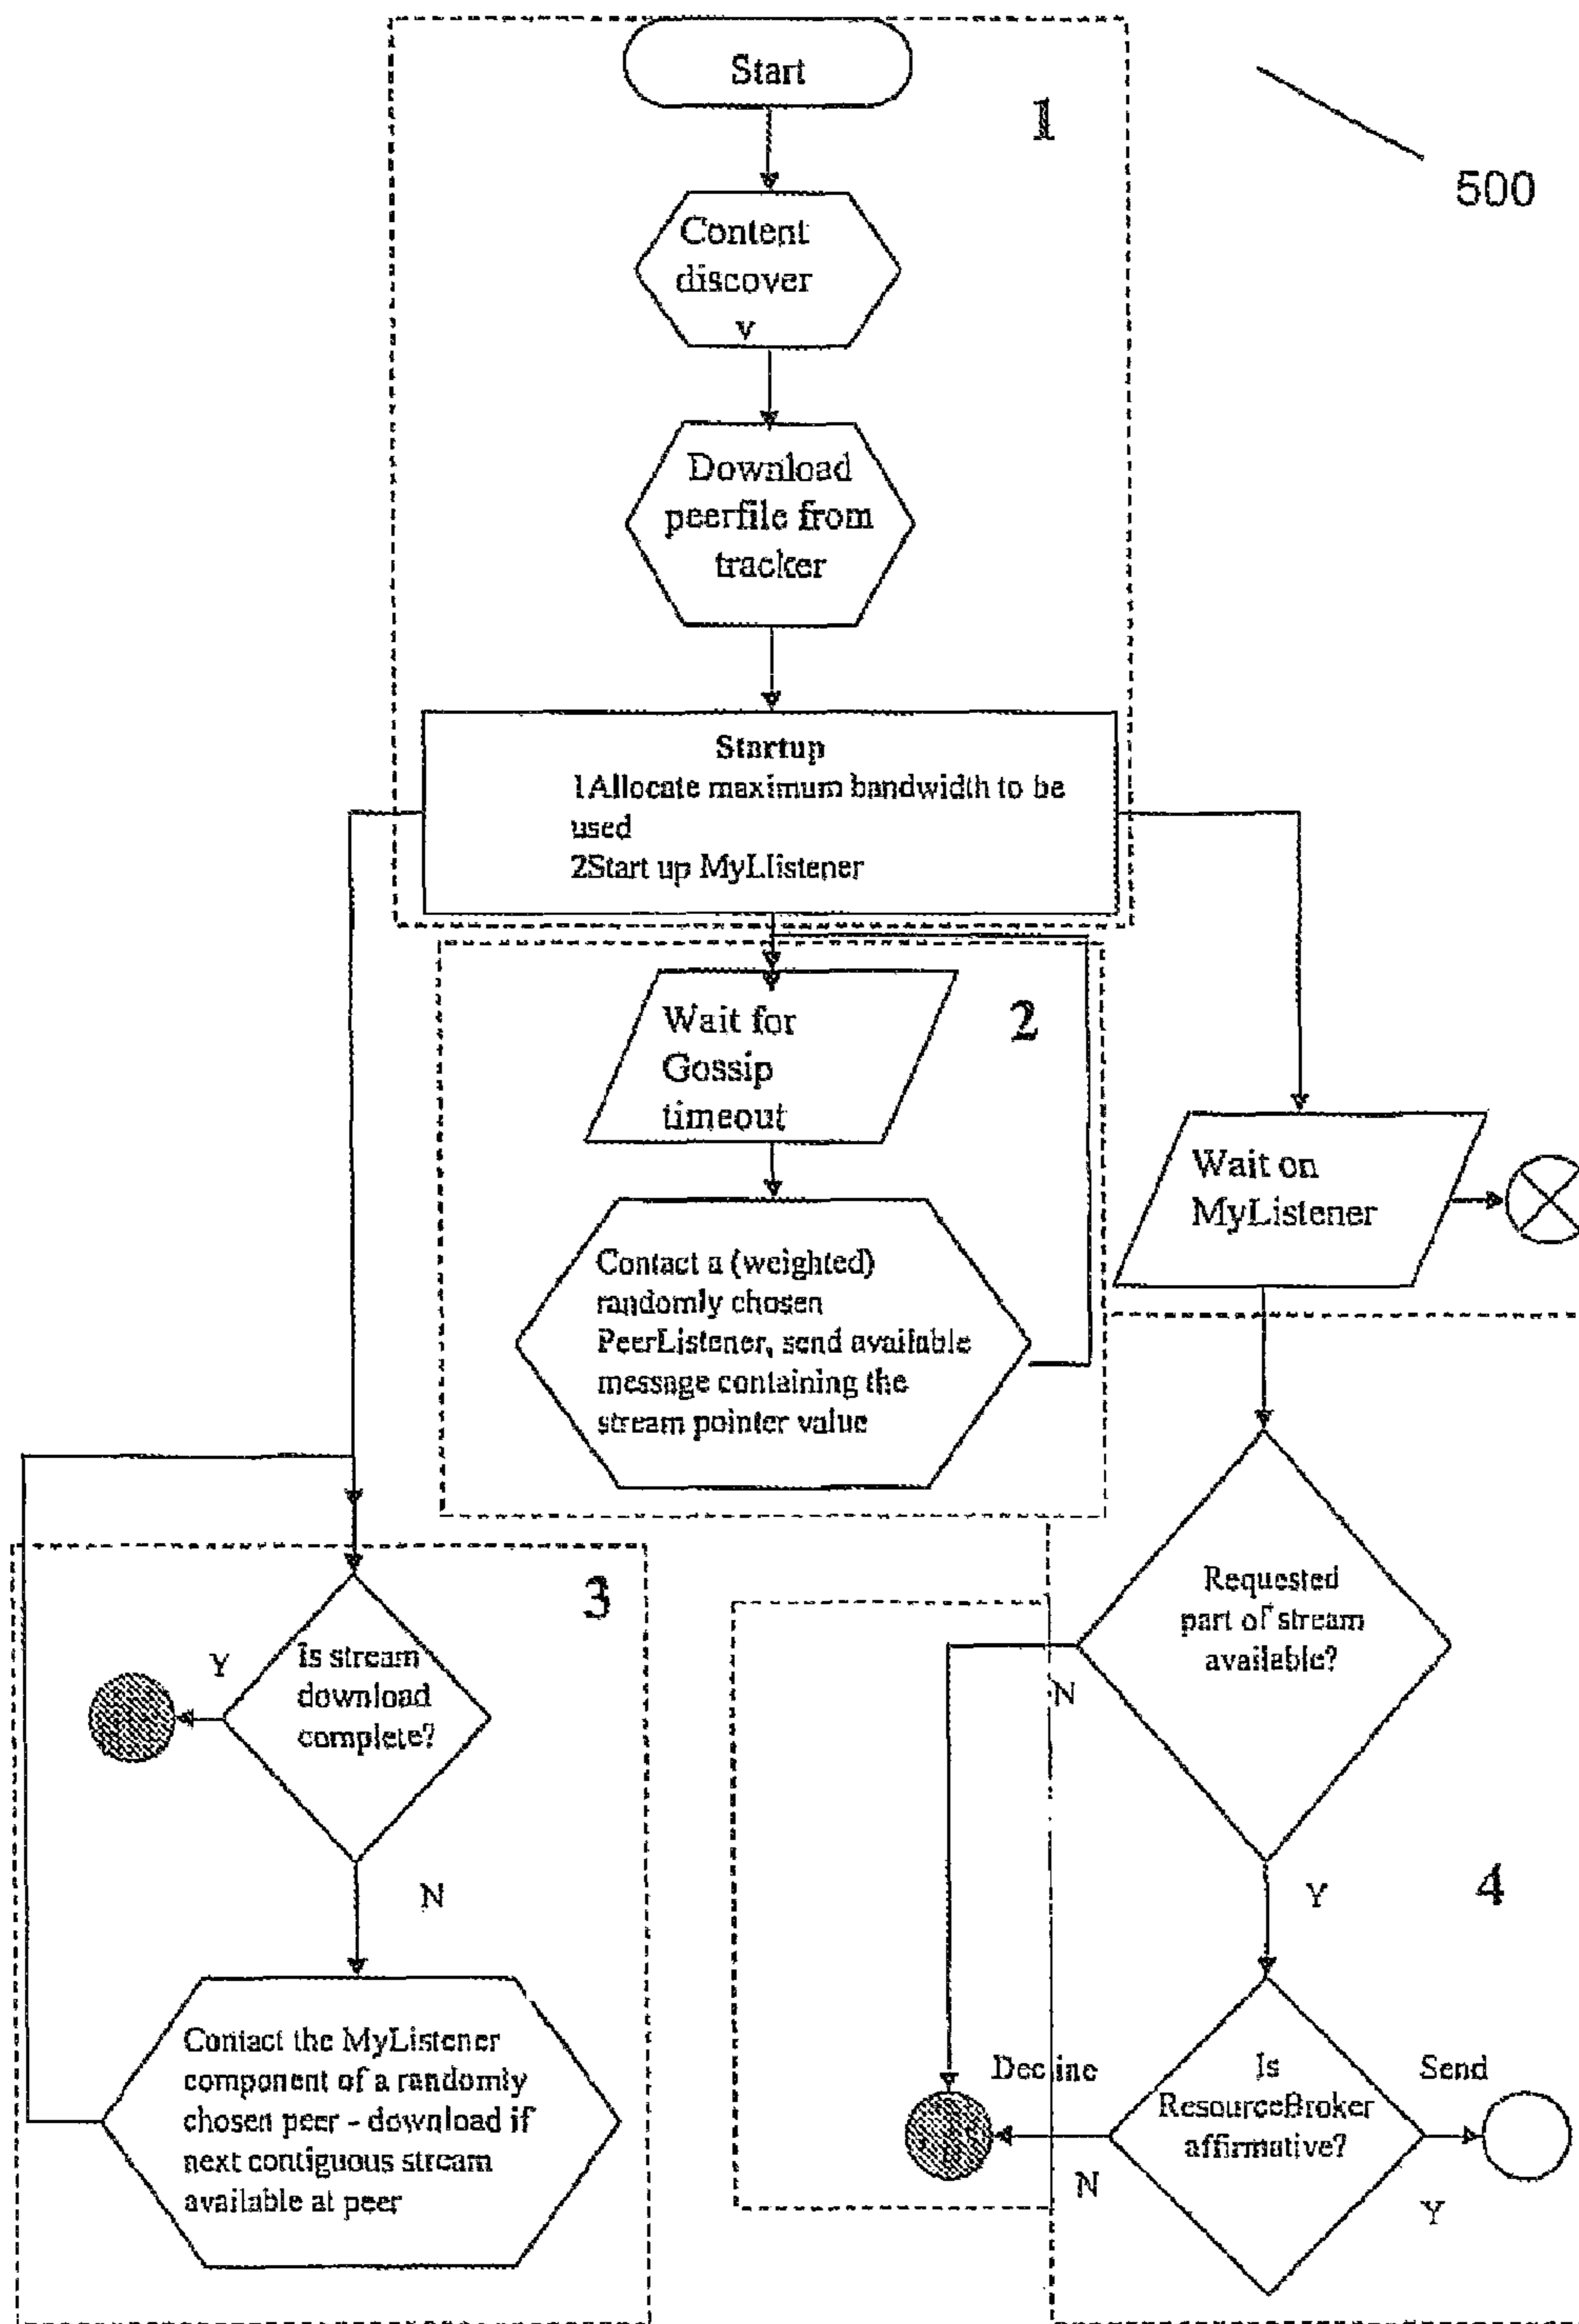 Start
1
500
Content
discover
y
Download
peerfile from
tracker
Startup
1Allocate maximum bandwidth to be
used
2Start up MyLlistener
2
Wait for
Gossip
timeout
Wait on
MyListener
Contact a (weighted)
randomly chosen
PeerListener, send available
message containing the
stream pointer value
3
Requested
part of stream
available?
N
Y
Is stream
download
complete?
Y
N
4
Contact the MyListener
component of a randomly
chosen peer - download if
next contiguous stream
available at peer
Decline
Is
ResourceBroker
affirmative?
Send
N
Y